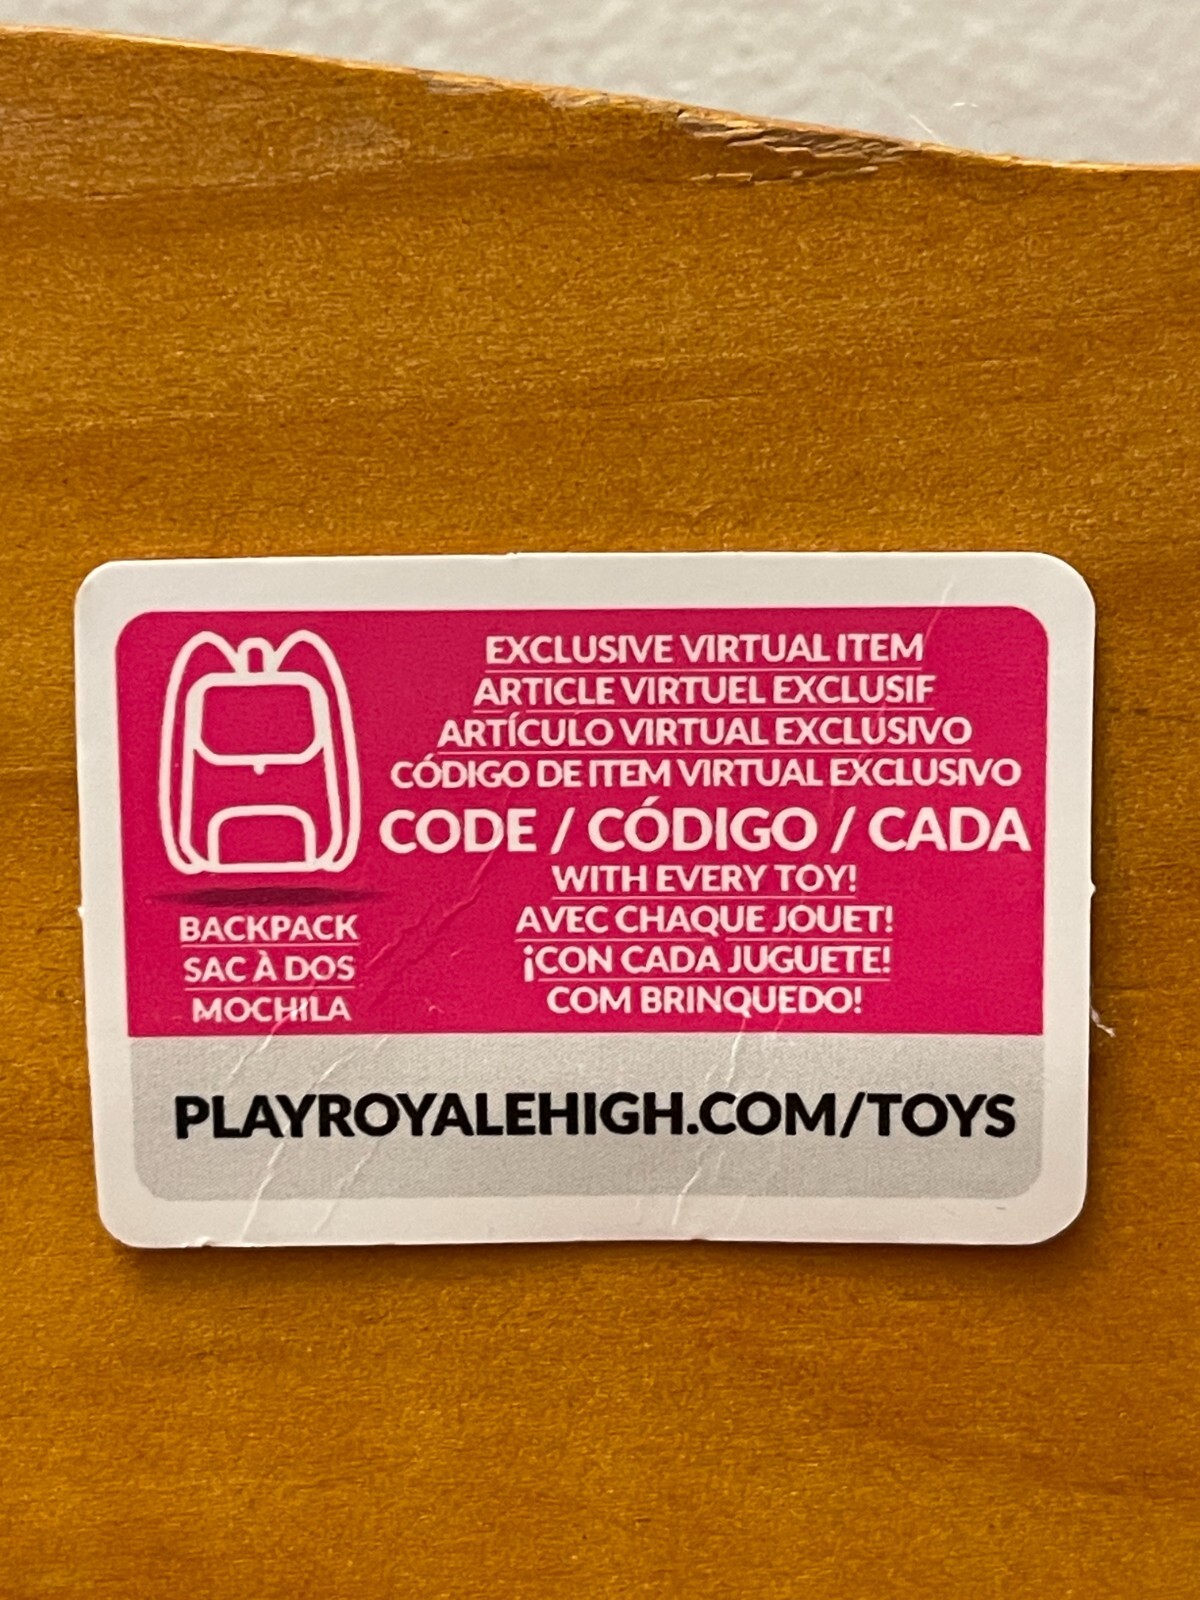 EXCLUSIVE VIRTUAL ITEM
ARTICLE VIRTUEL EXCLUSIF
ARTÍCULO VIRTUAL EXCLUSIVO
CÓDIGO DE ITEM VIRTUAL EXCLUSIVO
CODE / CÓDIGO / CADA
WITH EVERY TOY!
AVEC CHAQUE JOUET!
¡CON CADA JUGUETE!
COM BRINQUEDO!
BACKPACK
SAC À DOS
MOCHILA
PLAYROYALEHIGH.COM/TOYS